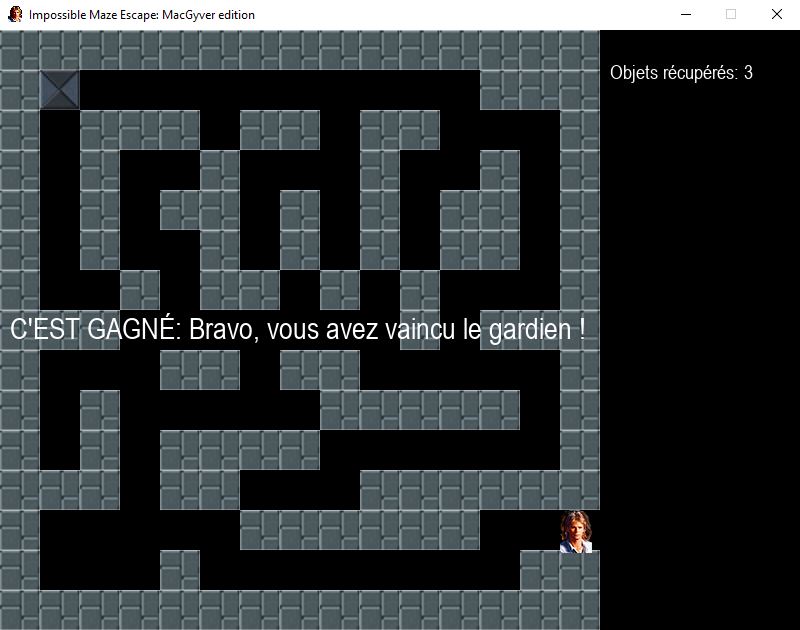 Impossible Maze Escape: MacGyver edition
Objets récupérés: 3
C'EST GAGNÉ: Bravo, vous avez vaincu le gardien !